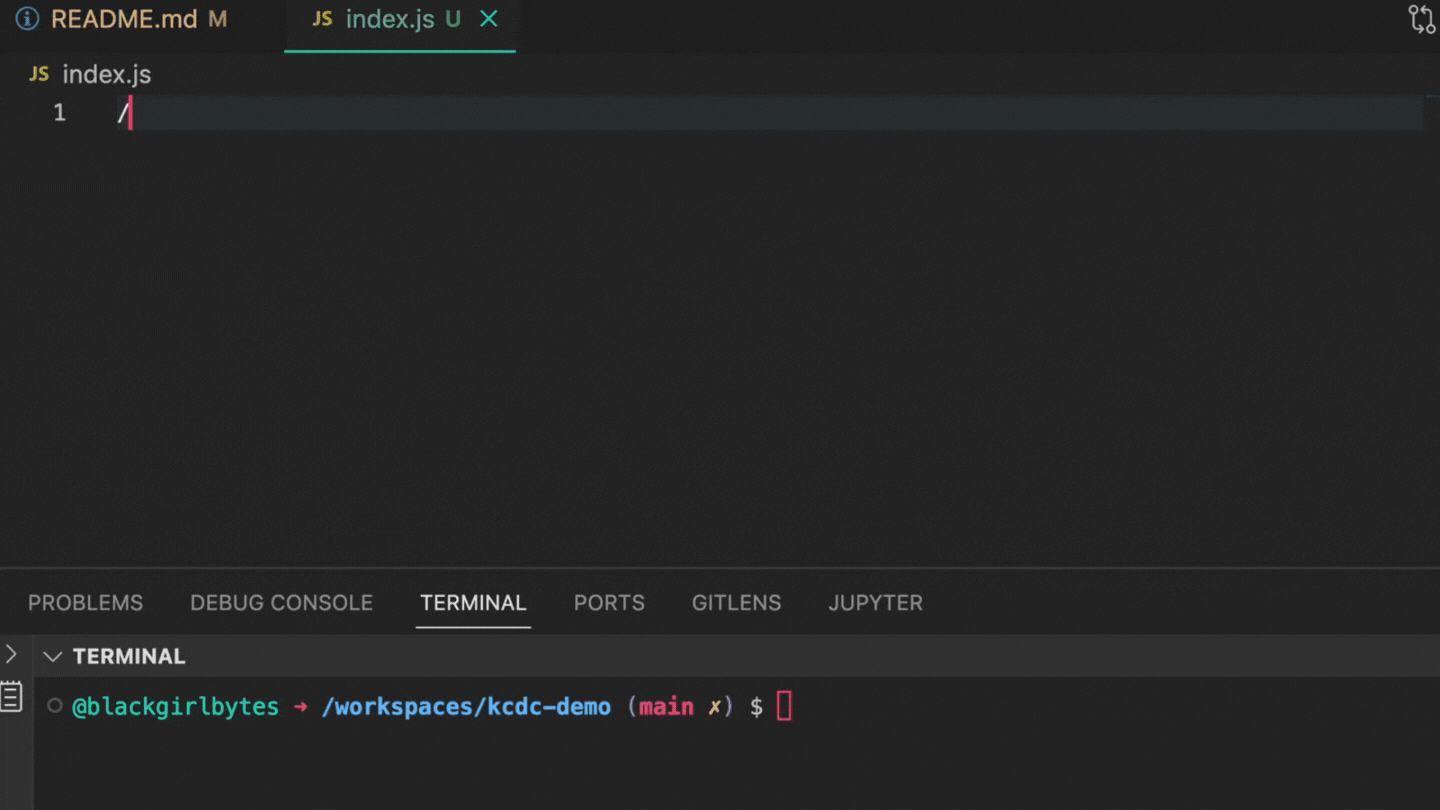 README.md M JS index.js U
JS index.js
1 /
PROBLEMS DEBUG CONSOLE TERMINAL PORTS GITLENS JUPYTER
TERMINAL
@blackgirlbytes → /workspaces/kcdc-demo (main ✗) $